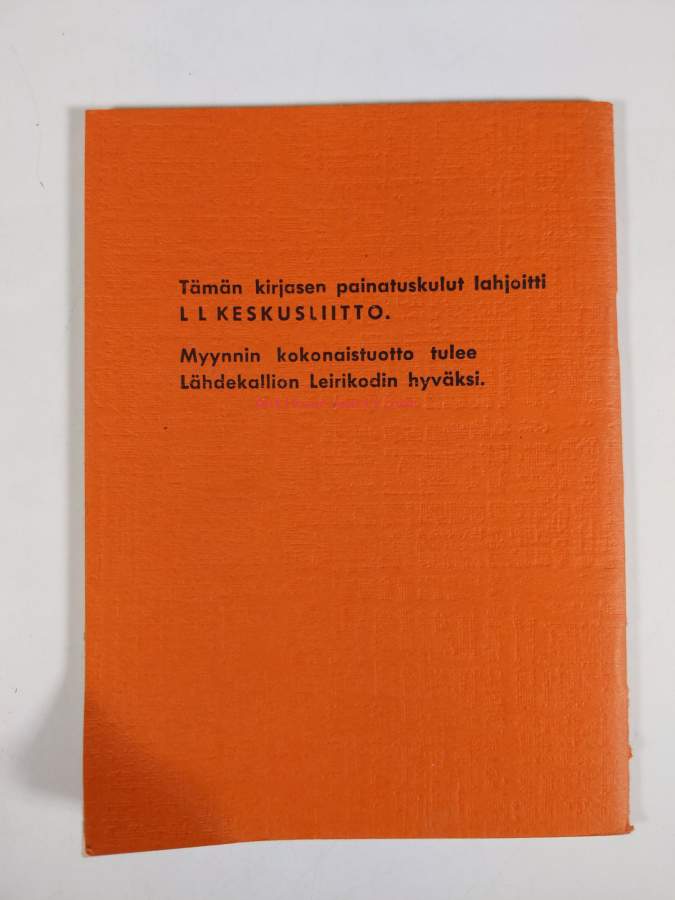 Tämän kirjasen painatuskulut lahjoitti
L L KESKUSLIITTO.
Myynnin kokonaistuotto tulee
Lähdekallion Leirikodin hyväksi.